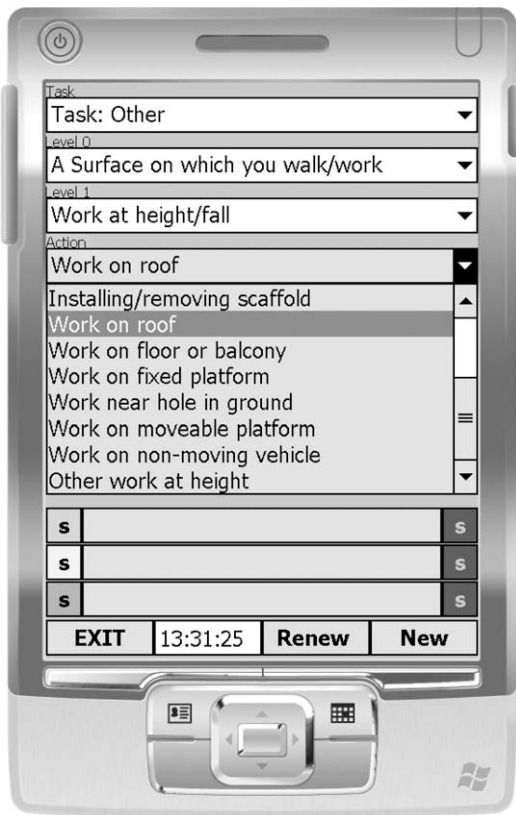 Task
Task: Other
Level 0
A Surface on which you walk/work
Level 1
Work at height/fall
Action
Work on roof
Installing/removing scaffold
Work on roof
Work on floor or balcony
Work on fixed platform
Work near hole in ground
Work on moveable platform
Work on non-moving vehicle
Other work at height
s s
s s
s s
EXIT 13:31:25 Renew New